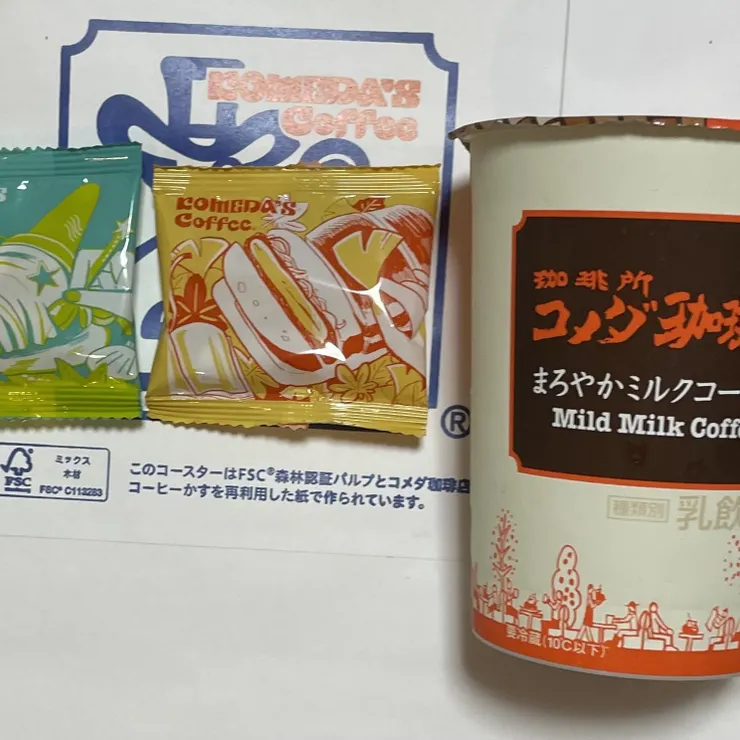 KOMEDA'S
Coffee
KOMEDA'S
Coffee
®
ミックス
木材
FSC
FSC® C113283
このコースターはFSC®森林認証パルプとコメダ珈琲店
コーヒーかすを再利用した紙で作られています。
珈琲所
コメダ珈琲
まろやかミルクコー
Mild Milk Coffe
種類別 乳飲
要冷蔵(10℃以下)